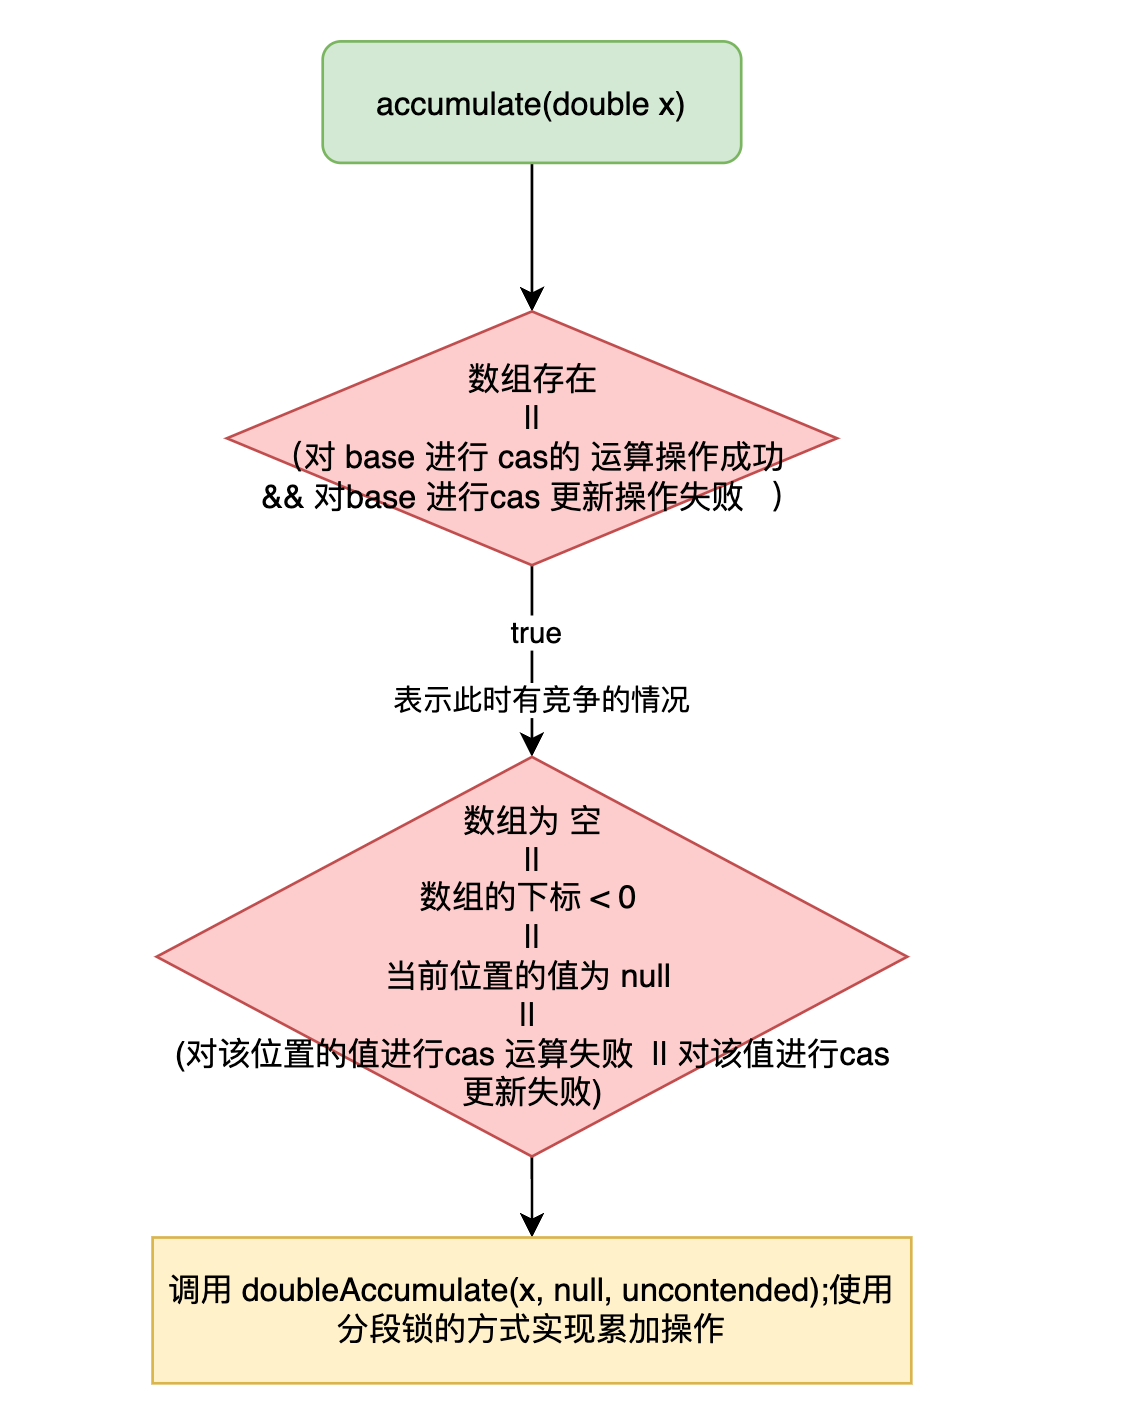 accumulate(double x)
数组存在
||
（对 base 进行 cas的 运算操作成功
&& 对base 进行cas 更新操作失败 ）
true
表示此时有竞争的情况
数组为 空
||
数组的下标 < 0
||
当前位置的值为 null
||
(对该位置的值进行cas 运算失败 || 对该值进行cas
更新失败)
调用 doubleAccumulate(x, null, uncontended);使用
分段锁的方式实现累加操作